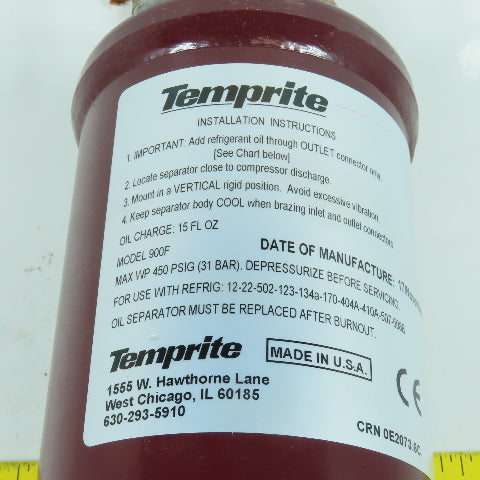 Temprite
INSTALLATION INSTRUCTIONS
1. IMPORTANT: Add refrigerant oil through OUTLET connector only.
[See Chart below]
2. Locate separator close to compressor discharge.
3. Mount in a VERTICAL rigid position. Avoid excessive vibration.
4. Keep separator body COOL when brazing inlet and outlet connectors.
OIL CHARGE: 15 FL OZ
MODEL 900F
DATE OF MANUFACTURE:
MAX WP 450 PSIG (31 BAR). DEPRESSURIZE BEFORE SERVICING.
FOR USE WITH REFRIG: 12-22-502-123-134a-170-404A-410A-507-
OIL SEPARATOR MUST BE REPLACED AFTER BURNOUT.
Temprite
MADE IN U.S.A.
1555 W. Hawthorne Lane
West Chicago, IL 60185
630-293-5910
CE
CRN 0E2073.